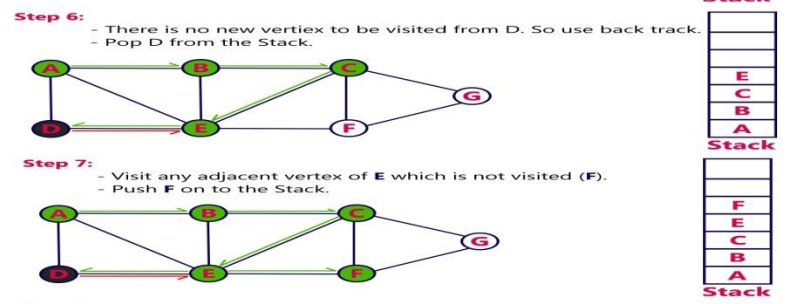 Stack
Step 6:
- There is no new vertiex to be visited from D. So use back track.
- Pop D from the Stack.
A
B
C
G
D
E
F
E
C
B
A
Stack
Step 7:
- Visit any adjacent vertex of E which is not visited (F).
- Push F on to the Stack.
A
B
C
G
D
E
F
F
E
C
B
A
Stack